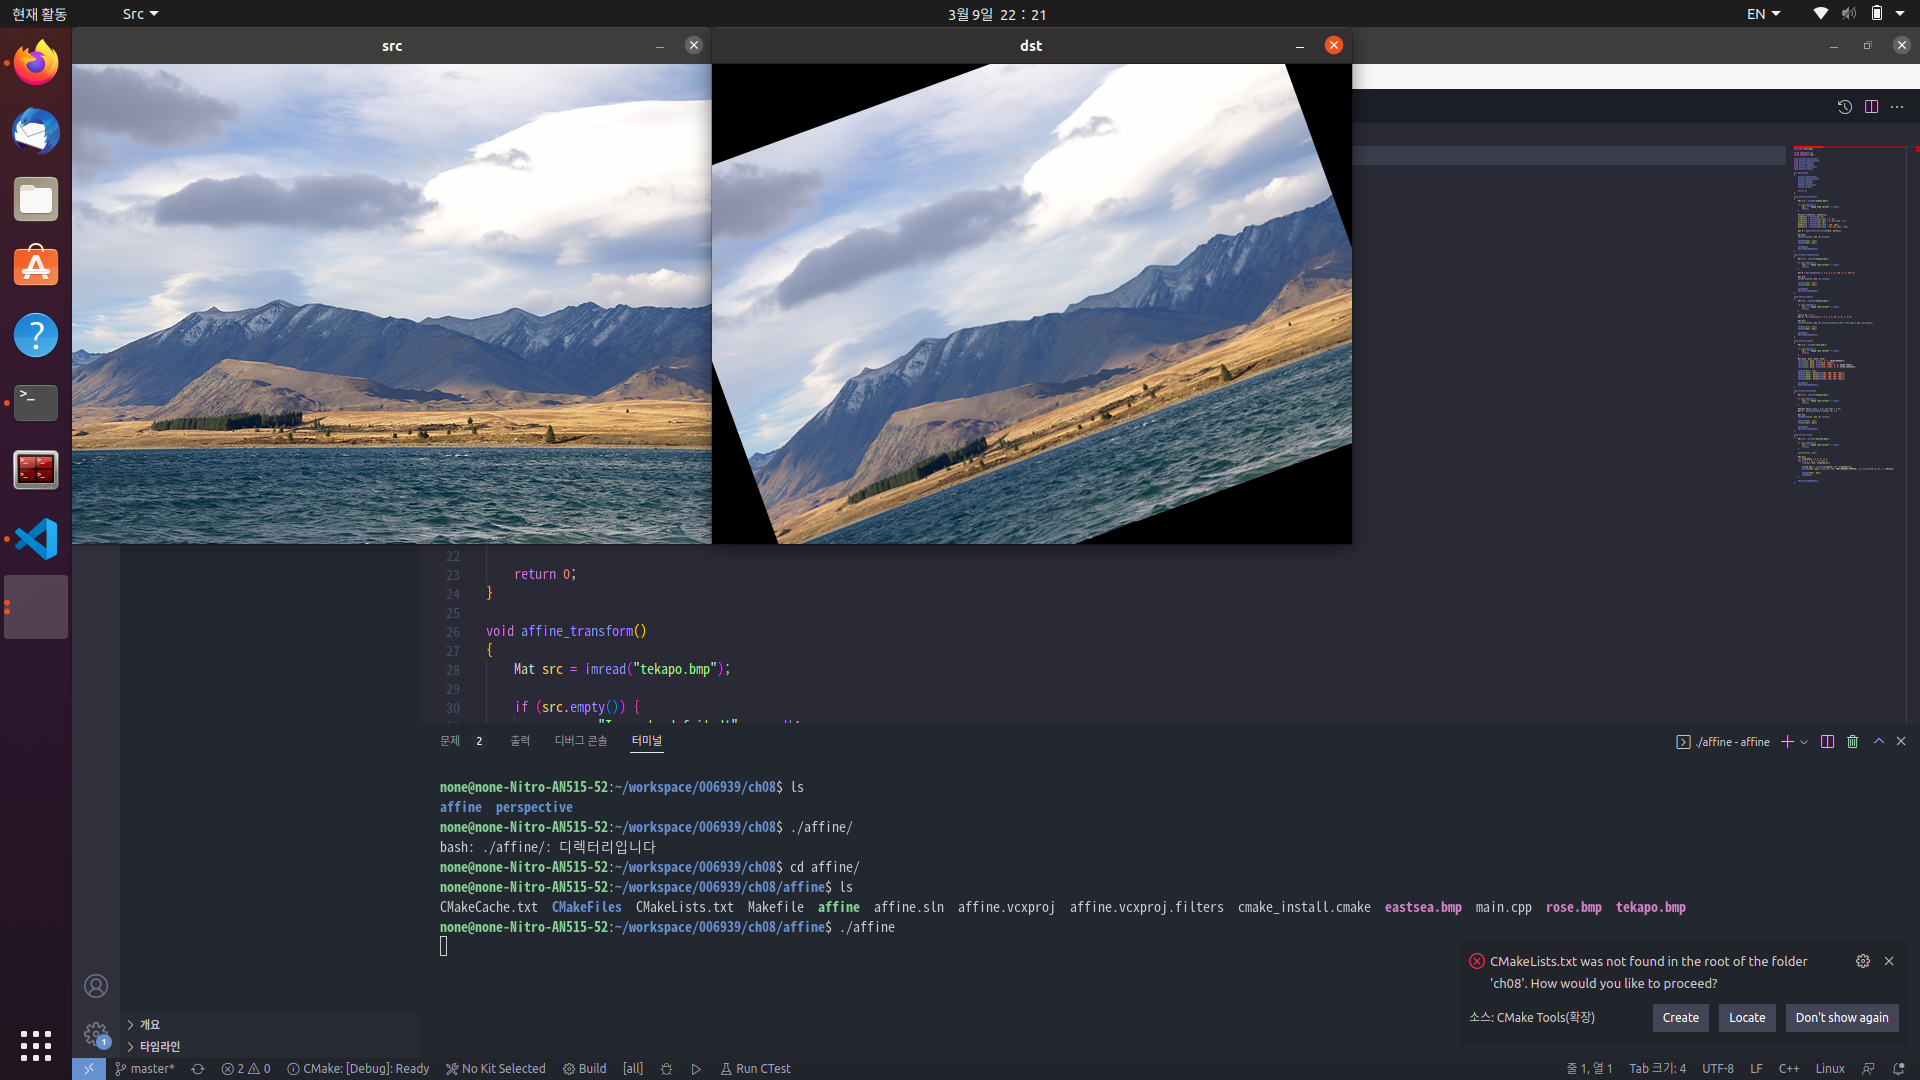 현재 활동
Src
3월 9일 22 : 21
EN
src
dst
22
23 return 0;
24 }
25
26 void affine_transform()
27 {
28 Mat src = imread("tekapo.bmp");
29
30 if (src.empty()) {
문제 2 출력 디버그 콘솔 터미널
./affine - affine
none@none-Nitro-AN515-52:~/workspace/006939/ch08$ ls
affine perspective
none@none-Nitro-AN515-52:~/workspace/006939/ch08$ ./affine/
bash: ./affine/: 디렉터리입니다
none@none-Nitro-AN515-52:~/workspace/006939/ch08$ cd affine/
none@none-Nitro-AN515-52:~/workspace/006939/ch08/affine$ ls
CMakeCache.txt CMakeFiles CMakeLists.txt Makefile affine affine.sln affine.vcxproj affine.vcxproj.filters cmake_install.cmake eastsea.bmp main.cpp rose.bmp tekapo.bmp
none@none-Nitro-AN515-52:~/workspace/006939/ch08/affine$ ./affine
CMakeLists.txt was not found in the root of the folder
'ch08'. How would you like to proceed?
소스: CMake Tools(확장)
Create
Locate
Don't show again
1
개요
타임라인
master* 2 0 CMake: [Debug]: Ready No Kit Selected Build [all] Run CTest
줄 1, 열 1 Tab 크기: 4 UTF-8 LF C++ Linux